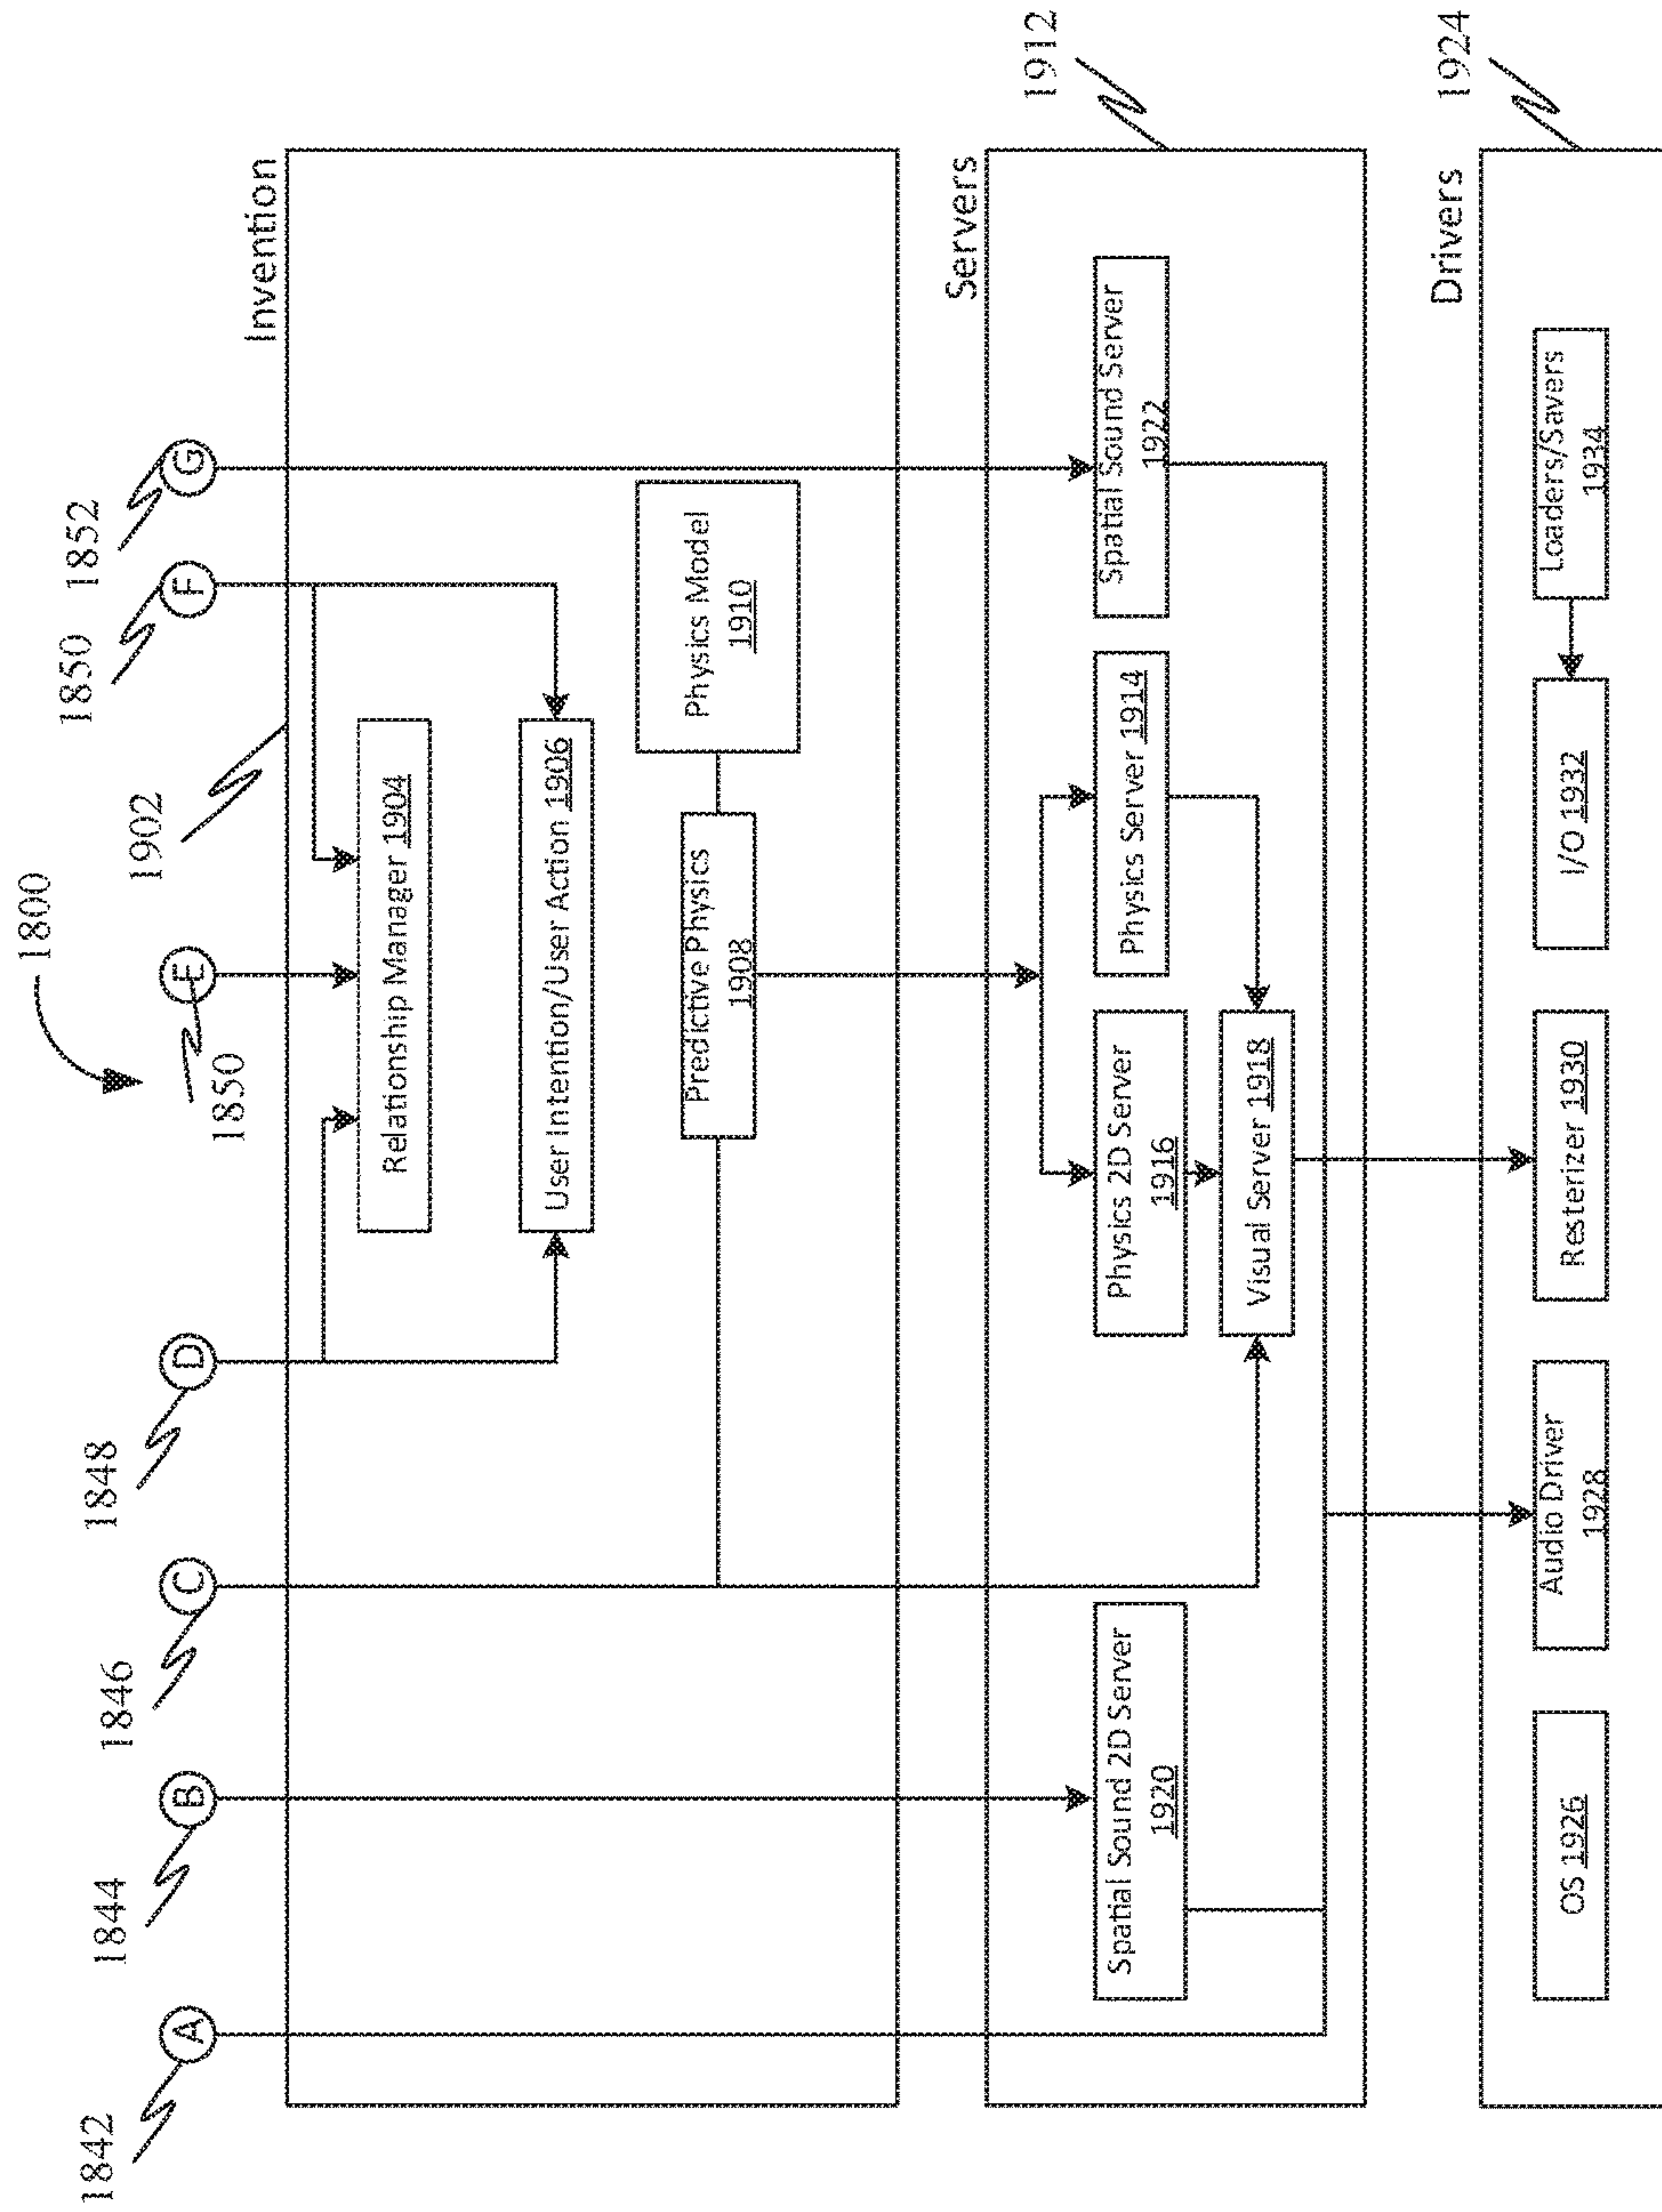 1800
1842
A
1844
B
1846
C
1848
D
1850
E
1850
F
1852
G
1902
Invention
Relationship Manager 1904
User Intention/User Action 1906
Predictive Physics
1908
Physics Model
1910
Servers
1912
Spatial Sound 2D Server
1920
Physics 2D Server
1916
Physics Server 1914
Spatial Sound Server
1922
Visual Server 1918
Drivers
1924
OS 1926
Audio Driver
1928
Resterizer 1930
I/O 1932
Loaders/Savers
1934